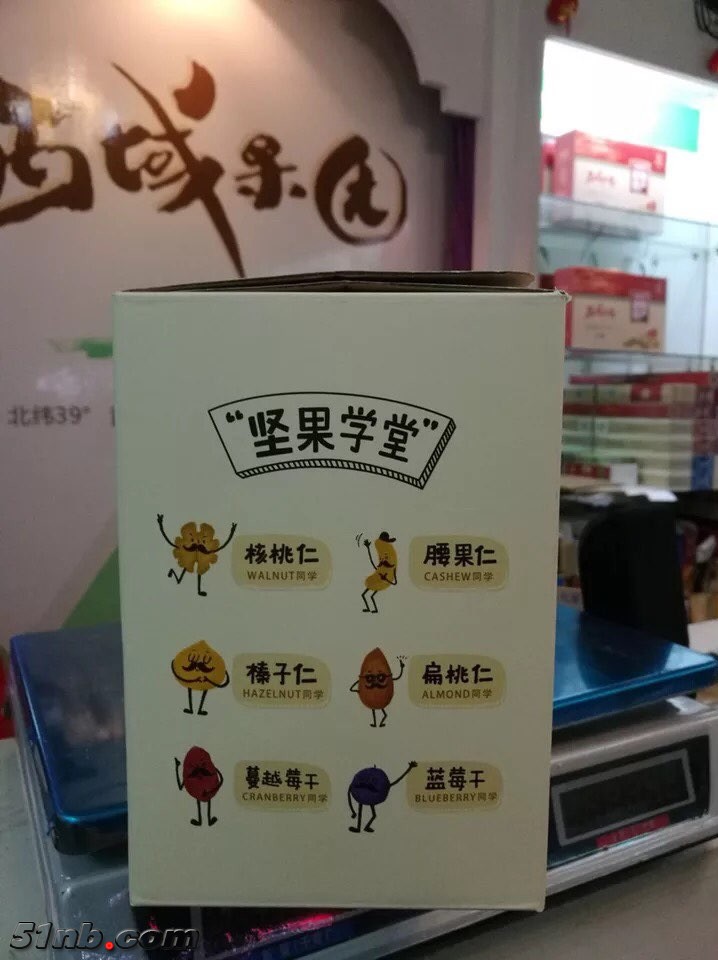 西域果园
北纬39°
“坚果学堂”
核桃仁
WALNUT同学
腰果仁
CASHEW同学
榛子仁
HAZELNUT同学
扁桃仁
ALMOND同学
蔓越莓干
CRANBERRY同学
蓝莓干
BLUEBERRY同学
51nb.com